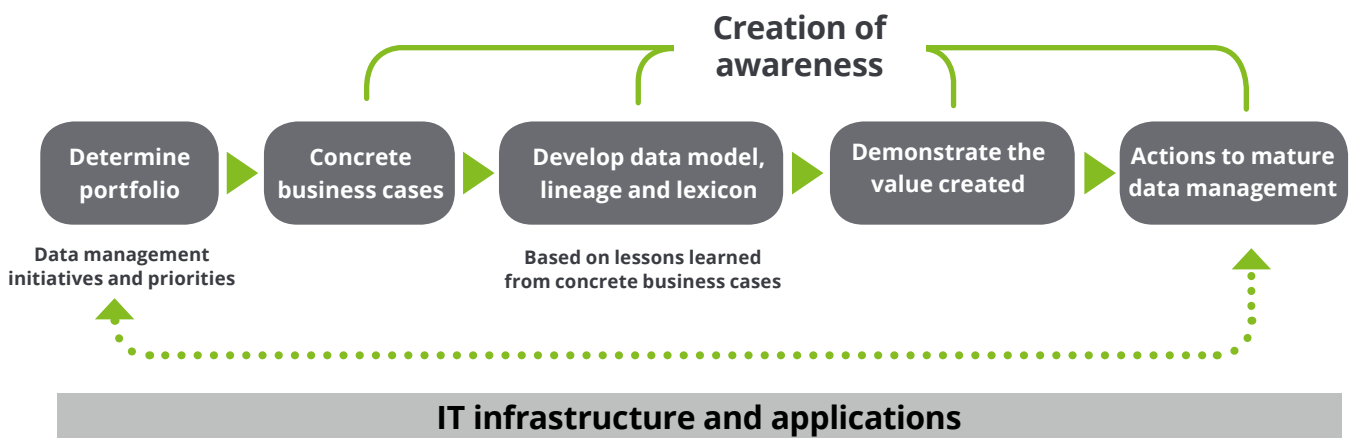 Creation of
awareness
Determine
portfolio
Concrete
business cases
Develop data model,
lineage and lexicon
Demonstrate the
value created
Actions to mature
data management
Data management
initiatives and priorities
Based on lessons learned
from concrete business cases
IT infrastructure and applications